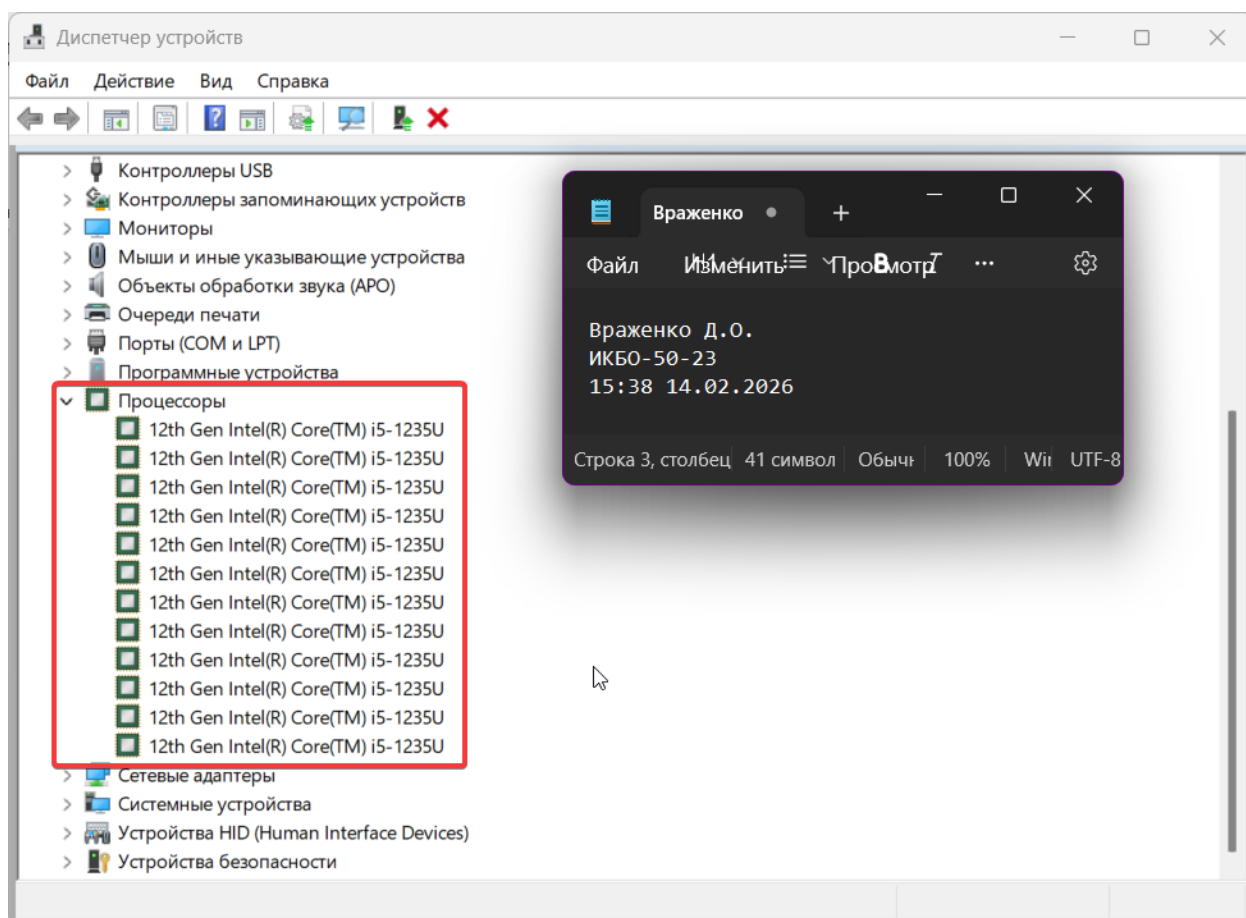 Диспетчер устройств
Файл Действие Вид Справка
Контроллеры USB
Контроллеры запоминающих устройств
Мониторы
Мыши и иные указывающие устройства
Объекты обработки звука (APO)
Очереди печати
Порты (COM и LPT)
Программные устройства
Процессоры
12th Gen Intel(R) Core(TM) i5-1235U
12th Gen Intel(R) Core(TM) i5-1235U
12th Gen Intel(R) Core(TM) i5-1235U
12th Gen Intel(R) Core(TM) i5-1235U
12th Gen Intel(R) Core(TM) i5-1235U
12th Gen Intel(R) Core(TM) i5-1235U
12th Gen Intel(R) Core(TM) i5-1235U
12th Gen Intel(R) Core(TM) i5-1235U
12th Gen Intel(R) Core(TM) i5-1235U
12th Gen Intel(R) Core(TM) i5-1235U
12th Gen Intel(R) Core(TM) i5-1235U
12th Gen Intel(R) Core(TM) i5-1235U
Сетевые адаптеры
Системные устройства
Устройства HID (Human Interface Devices)
Устройства безопасности
Враженко
Файл Изменить Просмотр
Враженко Д.О.
ИКБО-50-23
15:38 14.02.2026
Строка 3, столбец 41 символ Обычн 100% Wir UTF-8